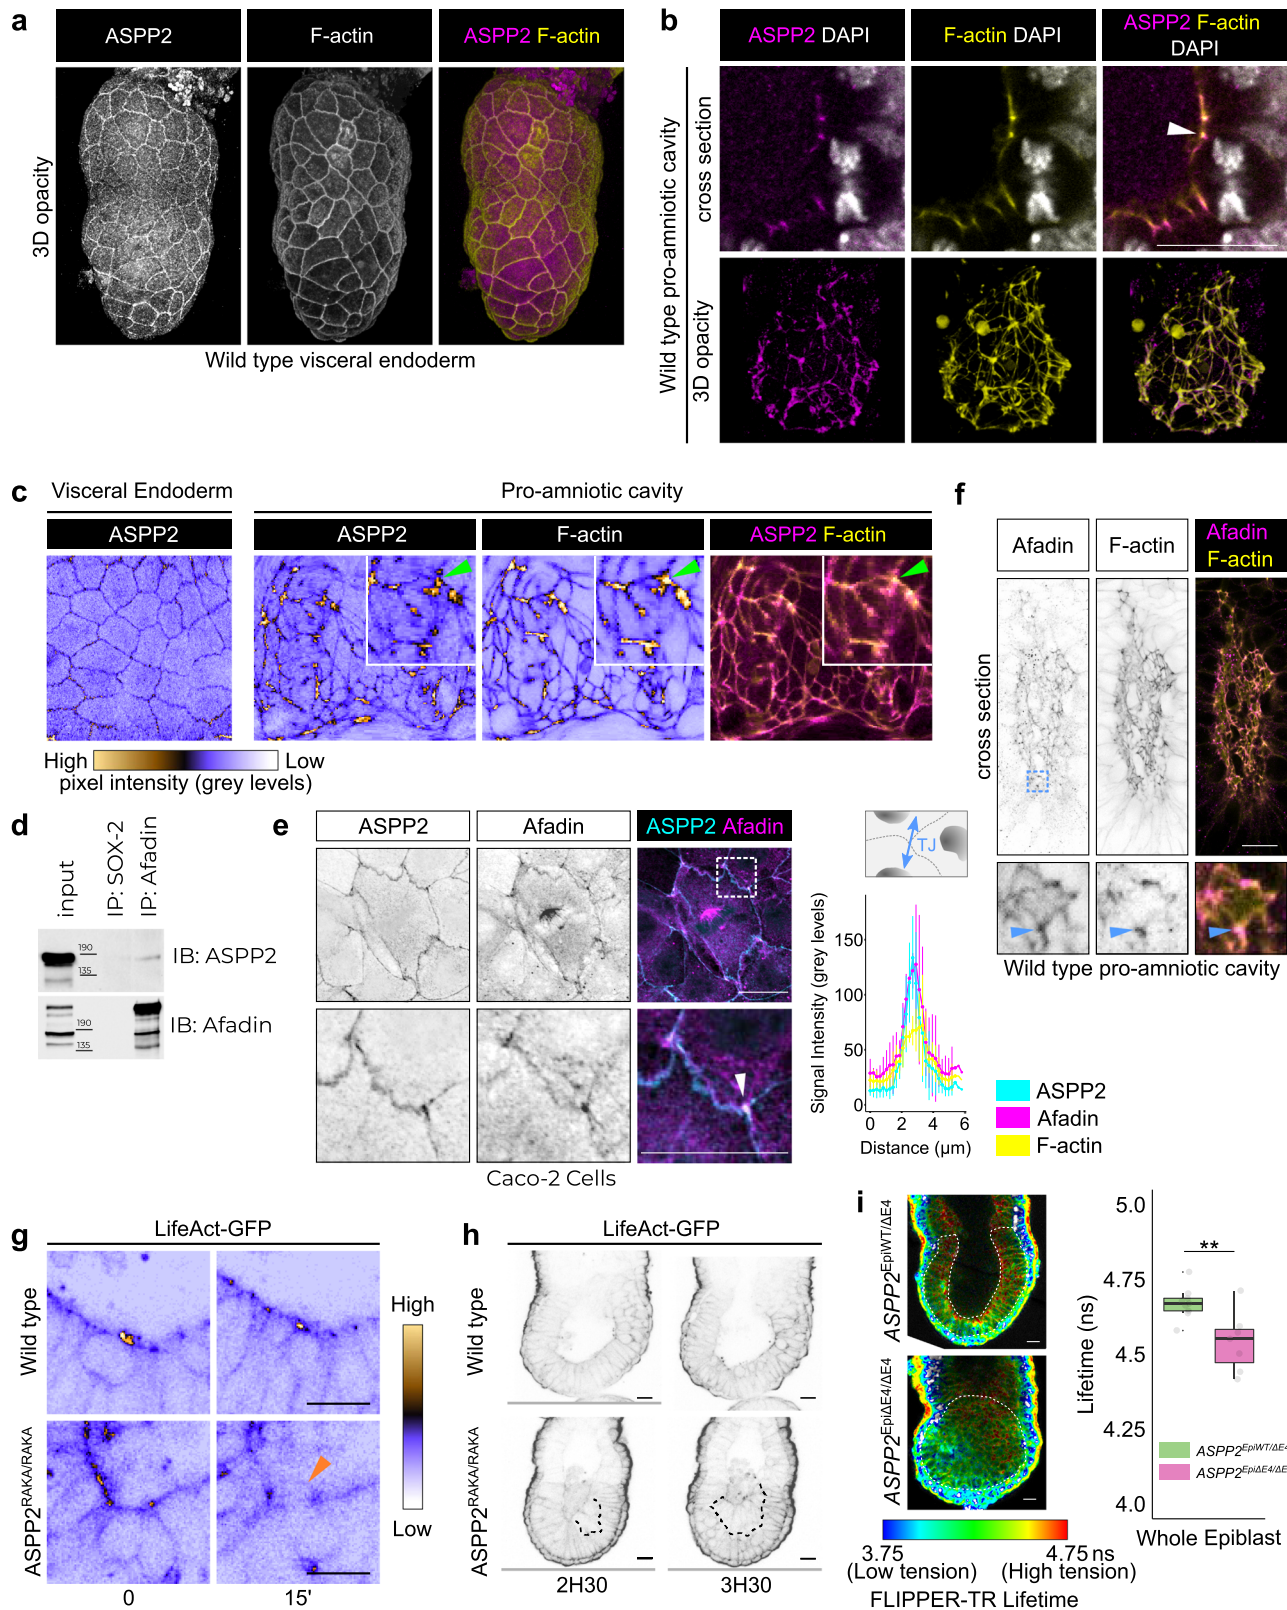 a
ASPP2
F-actin
ASPP2 F-actin
3D opacity
Wild type visceral endoderm
b
ASPP2 DAPI
F-actin DAPI
ASPP2 F-actin
DAPI
Wild type pro-amniotic cavity
cross section
3D opacity
c
Visceral Endoderm
Pro-amniotic cavity
ASPP2
ASPP2
F-actin
ASPP2 F-actin
High
Low
pixel intensity (grey levels)
d
input
IP: SOX-2
IP: Afadin
190
135
IB: ASPP2
190
135
IB: Afadin
e
ASPP2
Afadin
ASPP2 Afadin
Caco-2 Cells
TJ
Signal Intensity (grey levels)
150
100
50
0
0 2 4 6
Distance (µm)
ASPP2
Afadin
F-actin
f
Afadin
F-actin
Afadin
F-actin
cross section
Wild type pro-amniotic cavity
g
LifeAct-GFP
Wild type
ASPP2RAKA/RAKA
0
15'
High
Low
h
LifeAct-GFP
Wild type
ASPP2RAKA/RAKA
2H30
3H30
i
ASPP2EpiWT/ΔE4
ASPP2EpiΔE4/ΔE4
3.75
(Low tension)
4.75 ns
(High tension)
FLIPPER-TR Lifetime
Lifetime (ns)
5.0
4.75
4.5
4.25
4.0
**
ASPP2EpiWT/ΔE4
ASPP2EpiΔE4/ΔE
Whole Epiblast